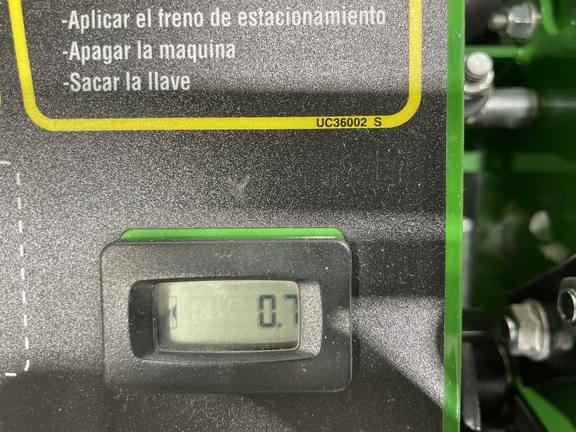 -Aplicar el freno de estacionamiento
-Apagar la maquina
-Sacar la llave
UC36002 S
0.7